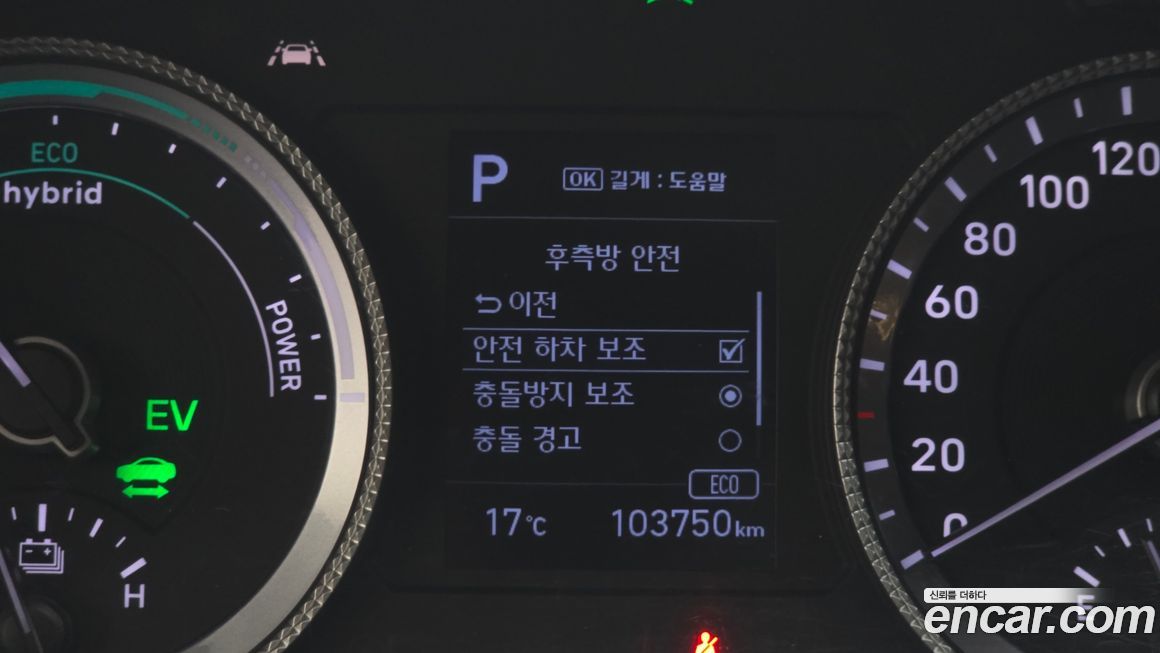 ECO
hybrid
POWER
EV
H
P
OK 길게 : 도움말
후측방 안전
이전
안전 하차 보조
충돌방지 보조
충돌 경고
ECO
17℃
103750km
120
100
80
60
40
20
0
E
신뢰를 더하다
encar.com